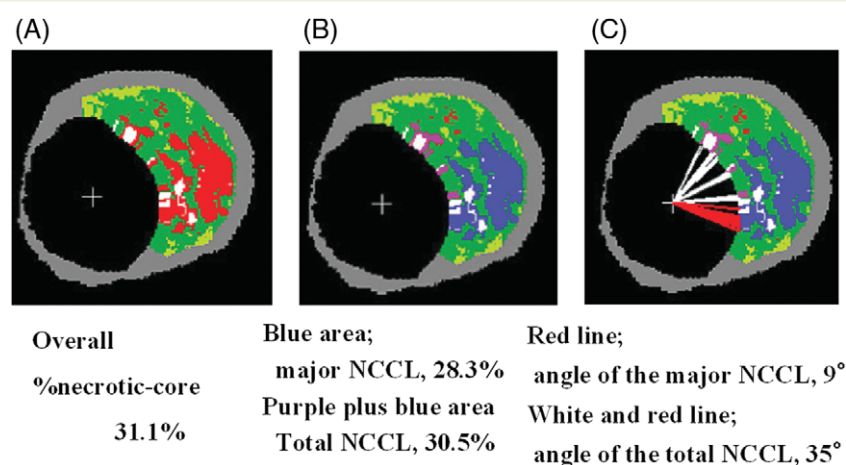 (A)
(B)
(C)
Overall
%necrotic-core
31.1%
Blue area;
major NCCL, 28.3%
Purple plus blue area
Total NCCL, 30.5%
Red line;
angle of the major NCCL, 9°
White and red line;
angle of the total NCCL, 35°